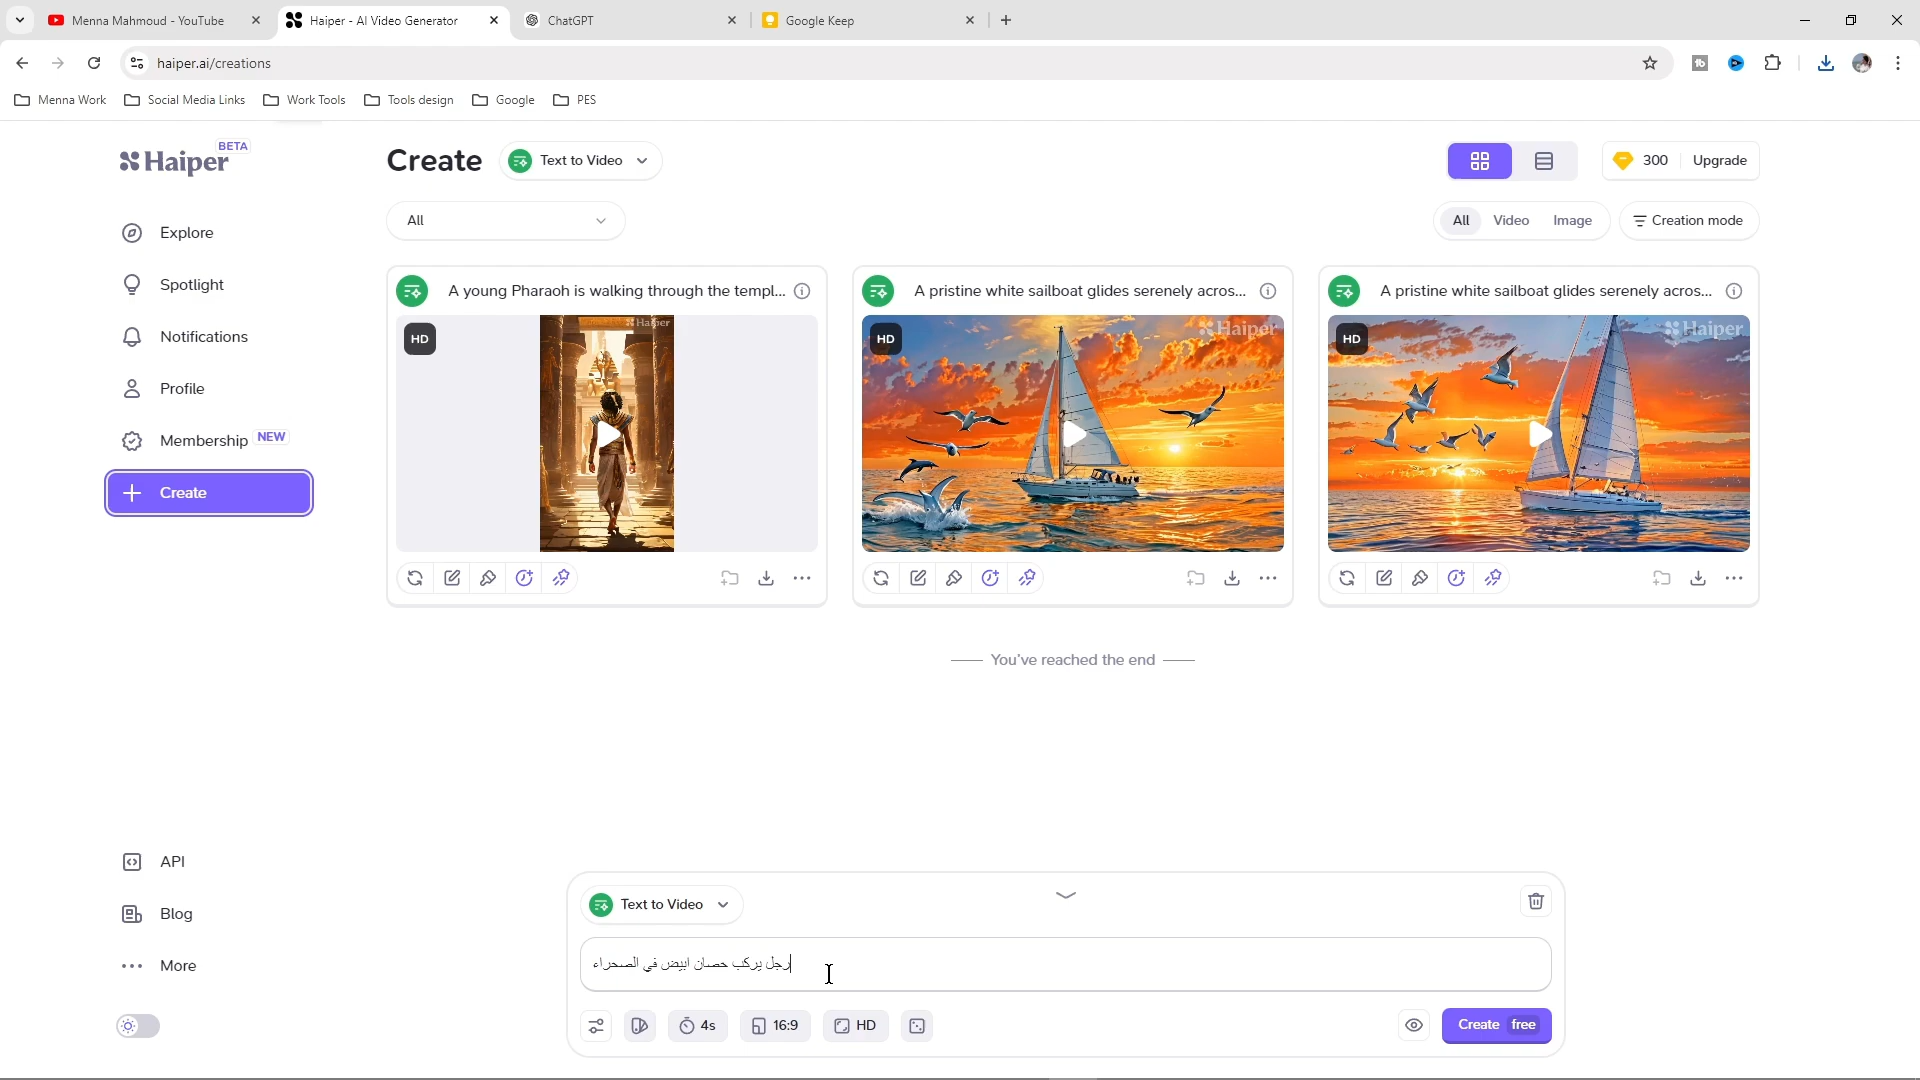 Menna Mahmoud - YouTube
Haiper - AI Video Generator
ChatGPT
Google Keep
haiper.ai/creations
Menna Work
Social Media Links
Work Tools
Tools design
Google
PES
Haiper
BETA
Create
Text to Video
300
Upgrade
Explore
All
All
Video
Image
Creation mode
Spotlight
A young Pharaoh is walking through the templ...
A pristine white sailboat glides serenely acros...
A pristine white sailboat glides serenely acros...
HD
Haiper
HD
Haiper
HD
Haiper
Notifications
Profile
Membership
NEW
Create
You've reached the end
API
Blog
More
Text to Video
رجل يركب حصان ابيض في الصحراء
4s
16:9
HD
Create free